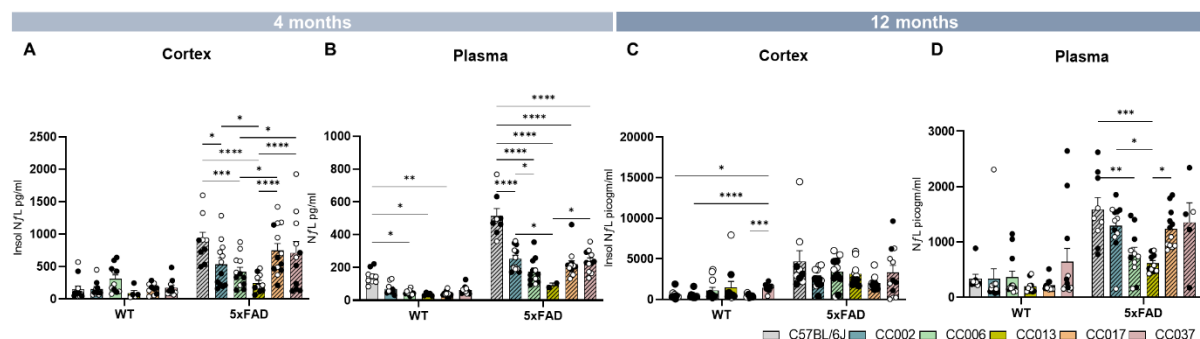 4 months
12 months
A
Cortex
Insol NfL pg/ml
2500
2000
1500
1000
500
0
WT
5xFAD
*
*
****
***
*
*
****
****
B
Plasma
NfL pg/ml
1000
800
600
400
200
0
WT
5xFAD
**
*
*
****
****
****
****
*
****
*
*
C
Cortex
Insol NfL picogm/ml
20000
15000
10000
5000
0
WT
5xFAD
*
****
***
D
Plasma
NfL picogm/ml
3000
2000
1000
0
WT
5xFAD
***
*
**
*
C57BL/6J CC002 CC006 CC013 CC017 CC037